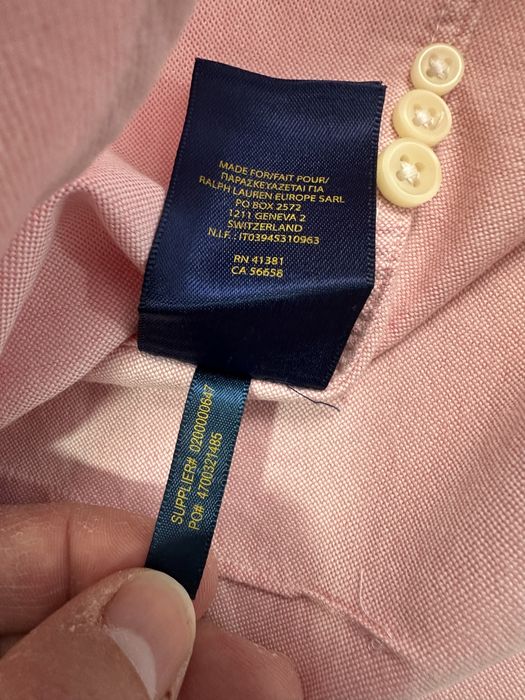 MADE FOR/FAIT POUR/
ΠΑΡΑΣΚΕΥΑΖΕΤΑΙ ΓΙΑ
RALPH LAUREN EUROPE SARL
PO BOX 2572
1211 GENEVA 2
SWITZERLAND
N.I.F. : IT03945310963
RN 41381
CA 56658
SUPPLIER# 0200000647
PO# 4700321485